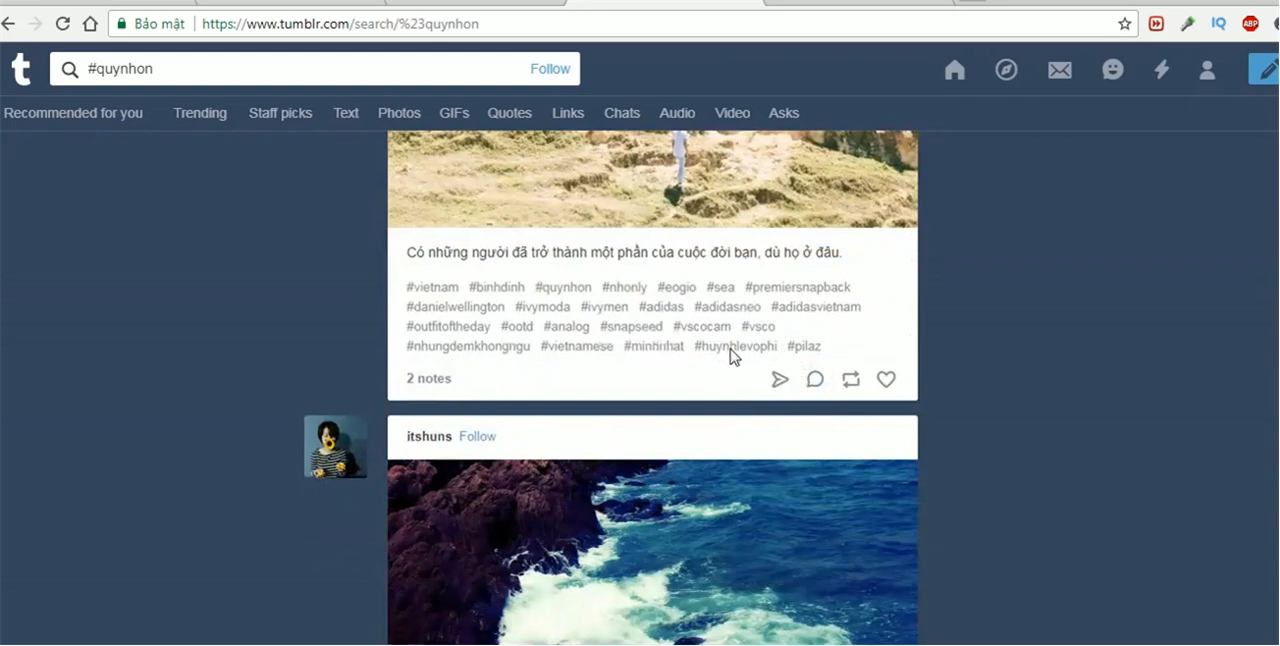 Bảo mật https://www.tumblr.com/search/%23quynhon
IQ
ABP
t
#quynhon Follow
Recommended for you Trending Staff picks Text Photos GIFs Quotes Links Chats Audio Video Asks
Có những người đã trở thành một phần của cuộc đời bạn, dù họ ở đâu.
#vietnam #binhdinh #quynhon #nhonly #eogio #sea #premiersnapback
#danielwellington #ivymoda #ivymen #adidas #adidasneo #adidasvietnam
#outfitoftheday #ootd #analog #snapseed #vscocam #vsco
#nhungdemkhongngu #vietnamese #minhnhat #huynhlevophi #pilaz
2 notes
itshuns Follow